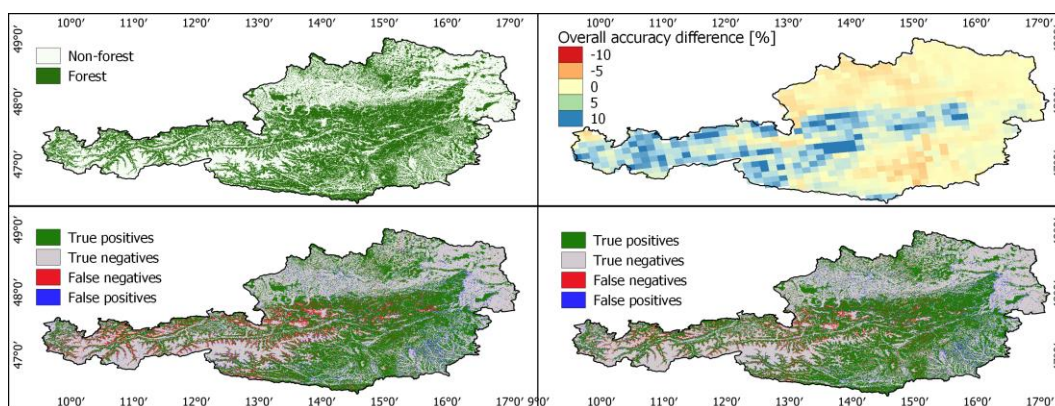 10°0' 11°0' 12°0' 13°0' 14°0' 15°0' 16°0' 17°0'
10°0' 11°0' 12°0' 13°0' 14°0' 15°0' 16°0' 17°0'
49°0'
48°0'
47°0'
Non-forest
Forest
Overall accuracy difference [%]
-10
-5
0
5
10
49°0'
48°0'
47°0'
True positives
True negatives
False negatives
False positives
True positives
True negatives
False negatives
False positives
10°0' 11°0' 12°0' 13°0' 14°0' 15°0' 16°0' 17°0'
10°0' 11°0' 12°0' 13°0' 14°0' 15°0' 16°0' 17°0'